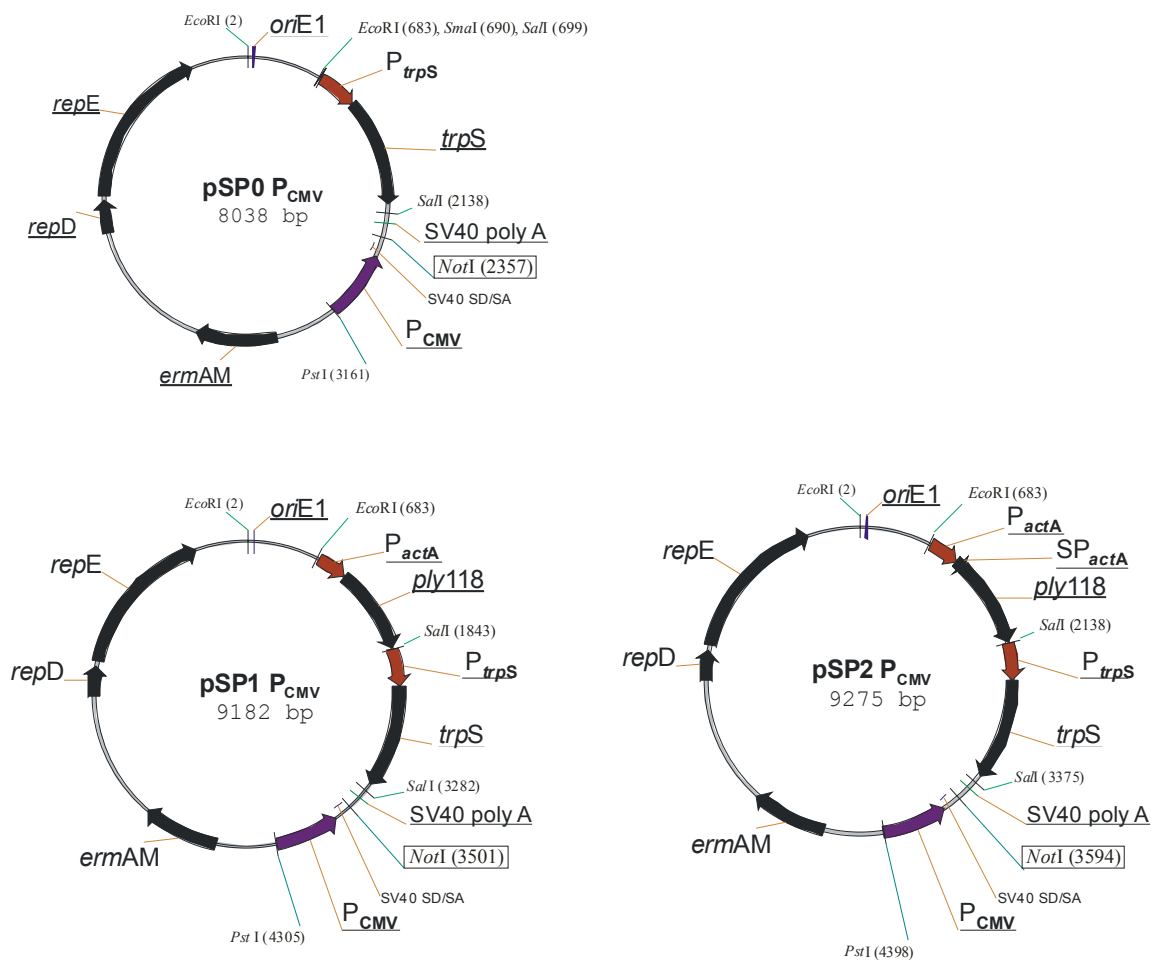 EcoRI (2)
oriE1
EcoRI (683), SmaI (690), SalI (699)
PtrpS
repE
trpS
pSP0 PCMV
8038 bp
SalI (2138)
SV40 poly A
repD
NotI (2357)
SV40 SD/SA
PCMV
ermAM
PstI (3161)
EcoRI (2)
oriE1
EcoRI (683)
PactA
ply118
repE
SalI (1843)
PtrpS
repD
pSP1 PCMV
9182 bp
trpS
Sal I (3282)
SV40 poly A
ermAM
NotI (3501)
SV40 SD/SA
PCMV
Pst I (4305)
EcoRI (2)
oriE1
EcoRI (683)
PactA
SPactA
ply118
repE
SalI (2138)
PtrpS
repD
pSP2 PCMV
9275 bp
trpS
SalI (3375)
SV40 poly A
ermAM
NotI (3594)
SV40 SD/SA
PCMV
PstI (4398)